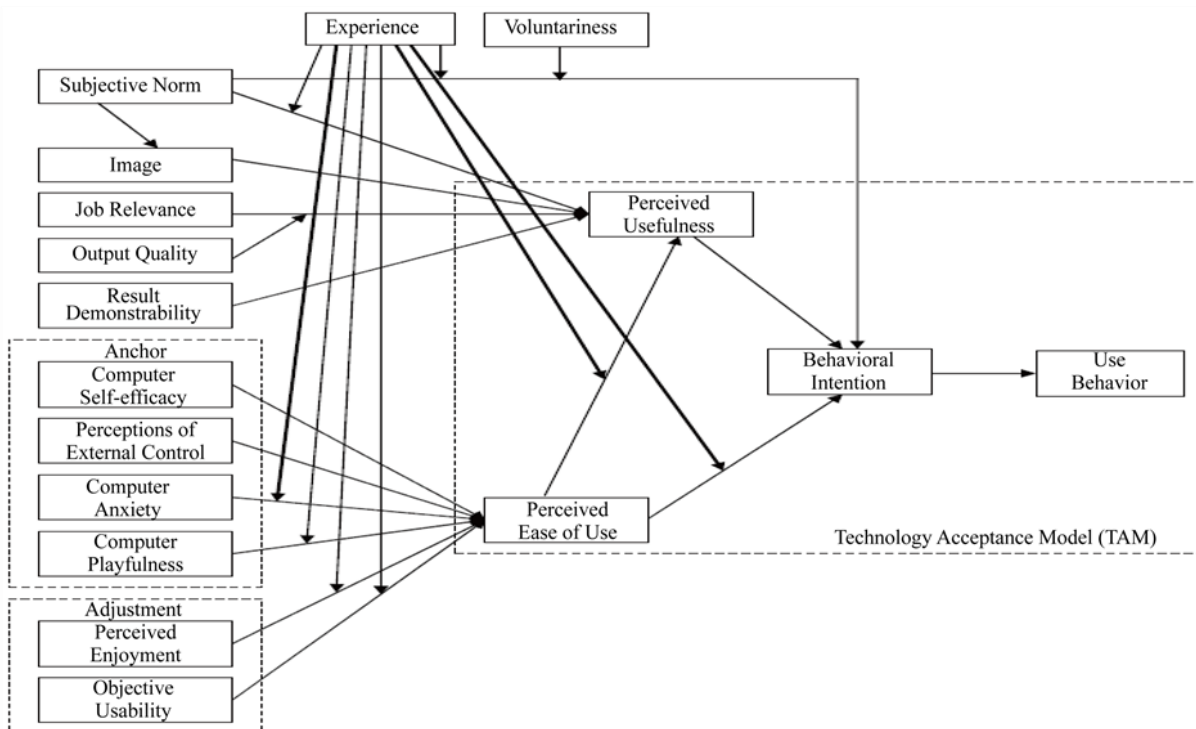 Experience
Voluntariness
Subjective Norm
Image
Job Relevance
Output Quality
Result
Demonstrability
Perceived
Usefulness
Anchor
Computer
Self-efficacy
Perceptions of
External Control
Computer
Anxiety
Computer
Playfulness
Behavioral
Intention
Use
Behavior
Perceived
Ease of Use
Technology Acceptance Model (TAM)
Adjustment
Perceived
Enjoyment
Objective
Usability